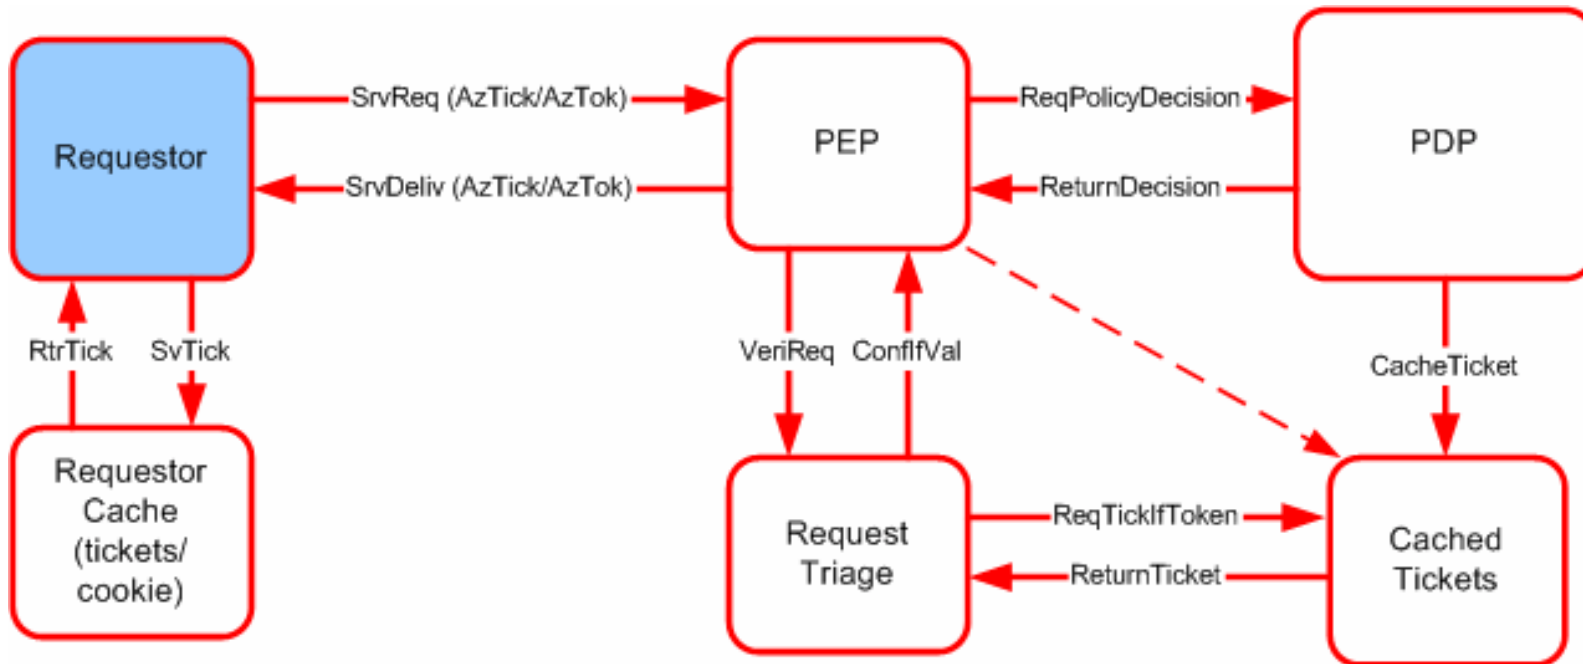 SrvReq (AzTick/AzTok)
ReqPolicyDecision
Requestor
PEP
PDP
SrvDeliv (AzTick/AzTok)
ReturnDecision
RtrTick
SvTick
VeriReq
ConfIfVal
CacheTicket
Requestor
Cache
(tickets/
cookie)
Request
Triage
ReqTickIfToken
ReturnTicket
Cached
Tickets